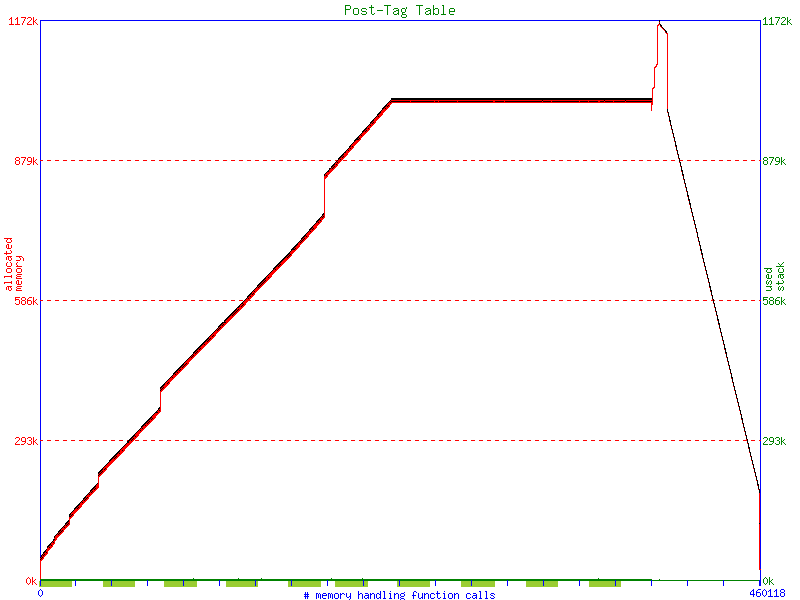 Post-Tag Table
1172k
1172k
879k
879k
allocated
memory
used
stack
586k
586k
293k
293k
0k
0k
0
# memory handling function calls
460118